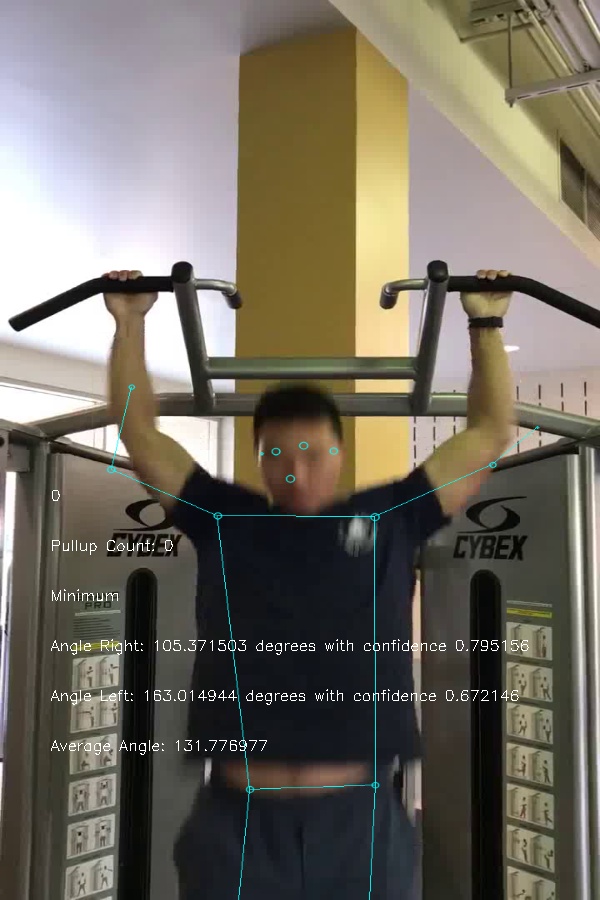 0
Pullup Count: 0
CYBEX
CYBEX
Minimum
PRO
Angle Right: 105.371503 degrees with confidence 0.795156
Angle Left: 163.014944 degrees with confidence 0.672146
Average Angle: 131.776977